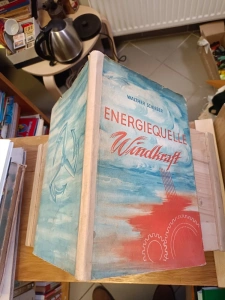 WALTHER SCHIEBER
ENERGIEQUELLE
Windkraft